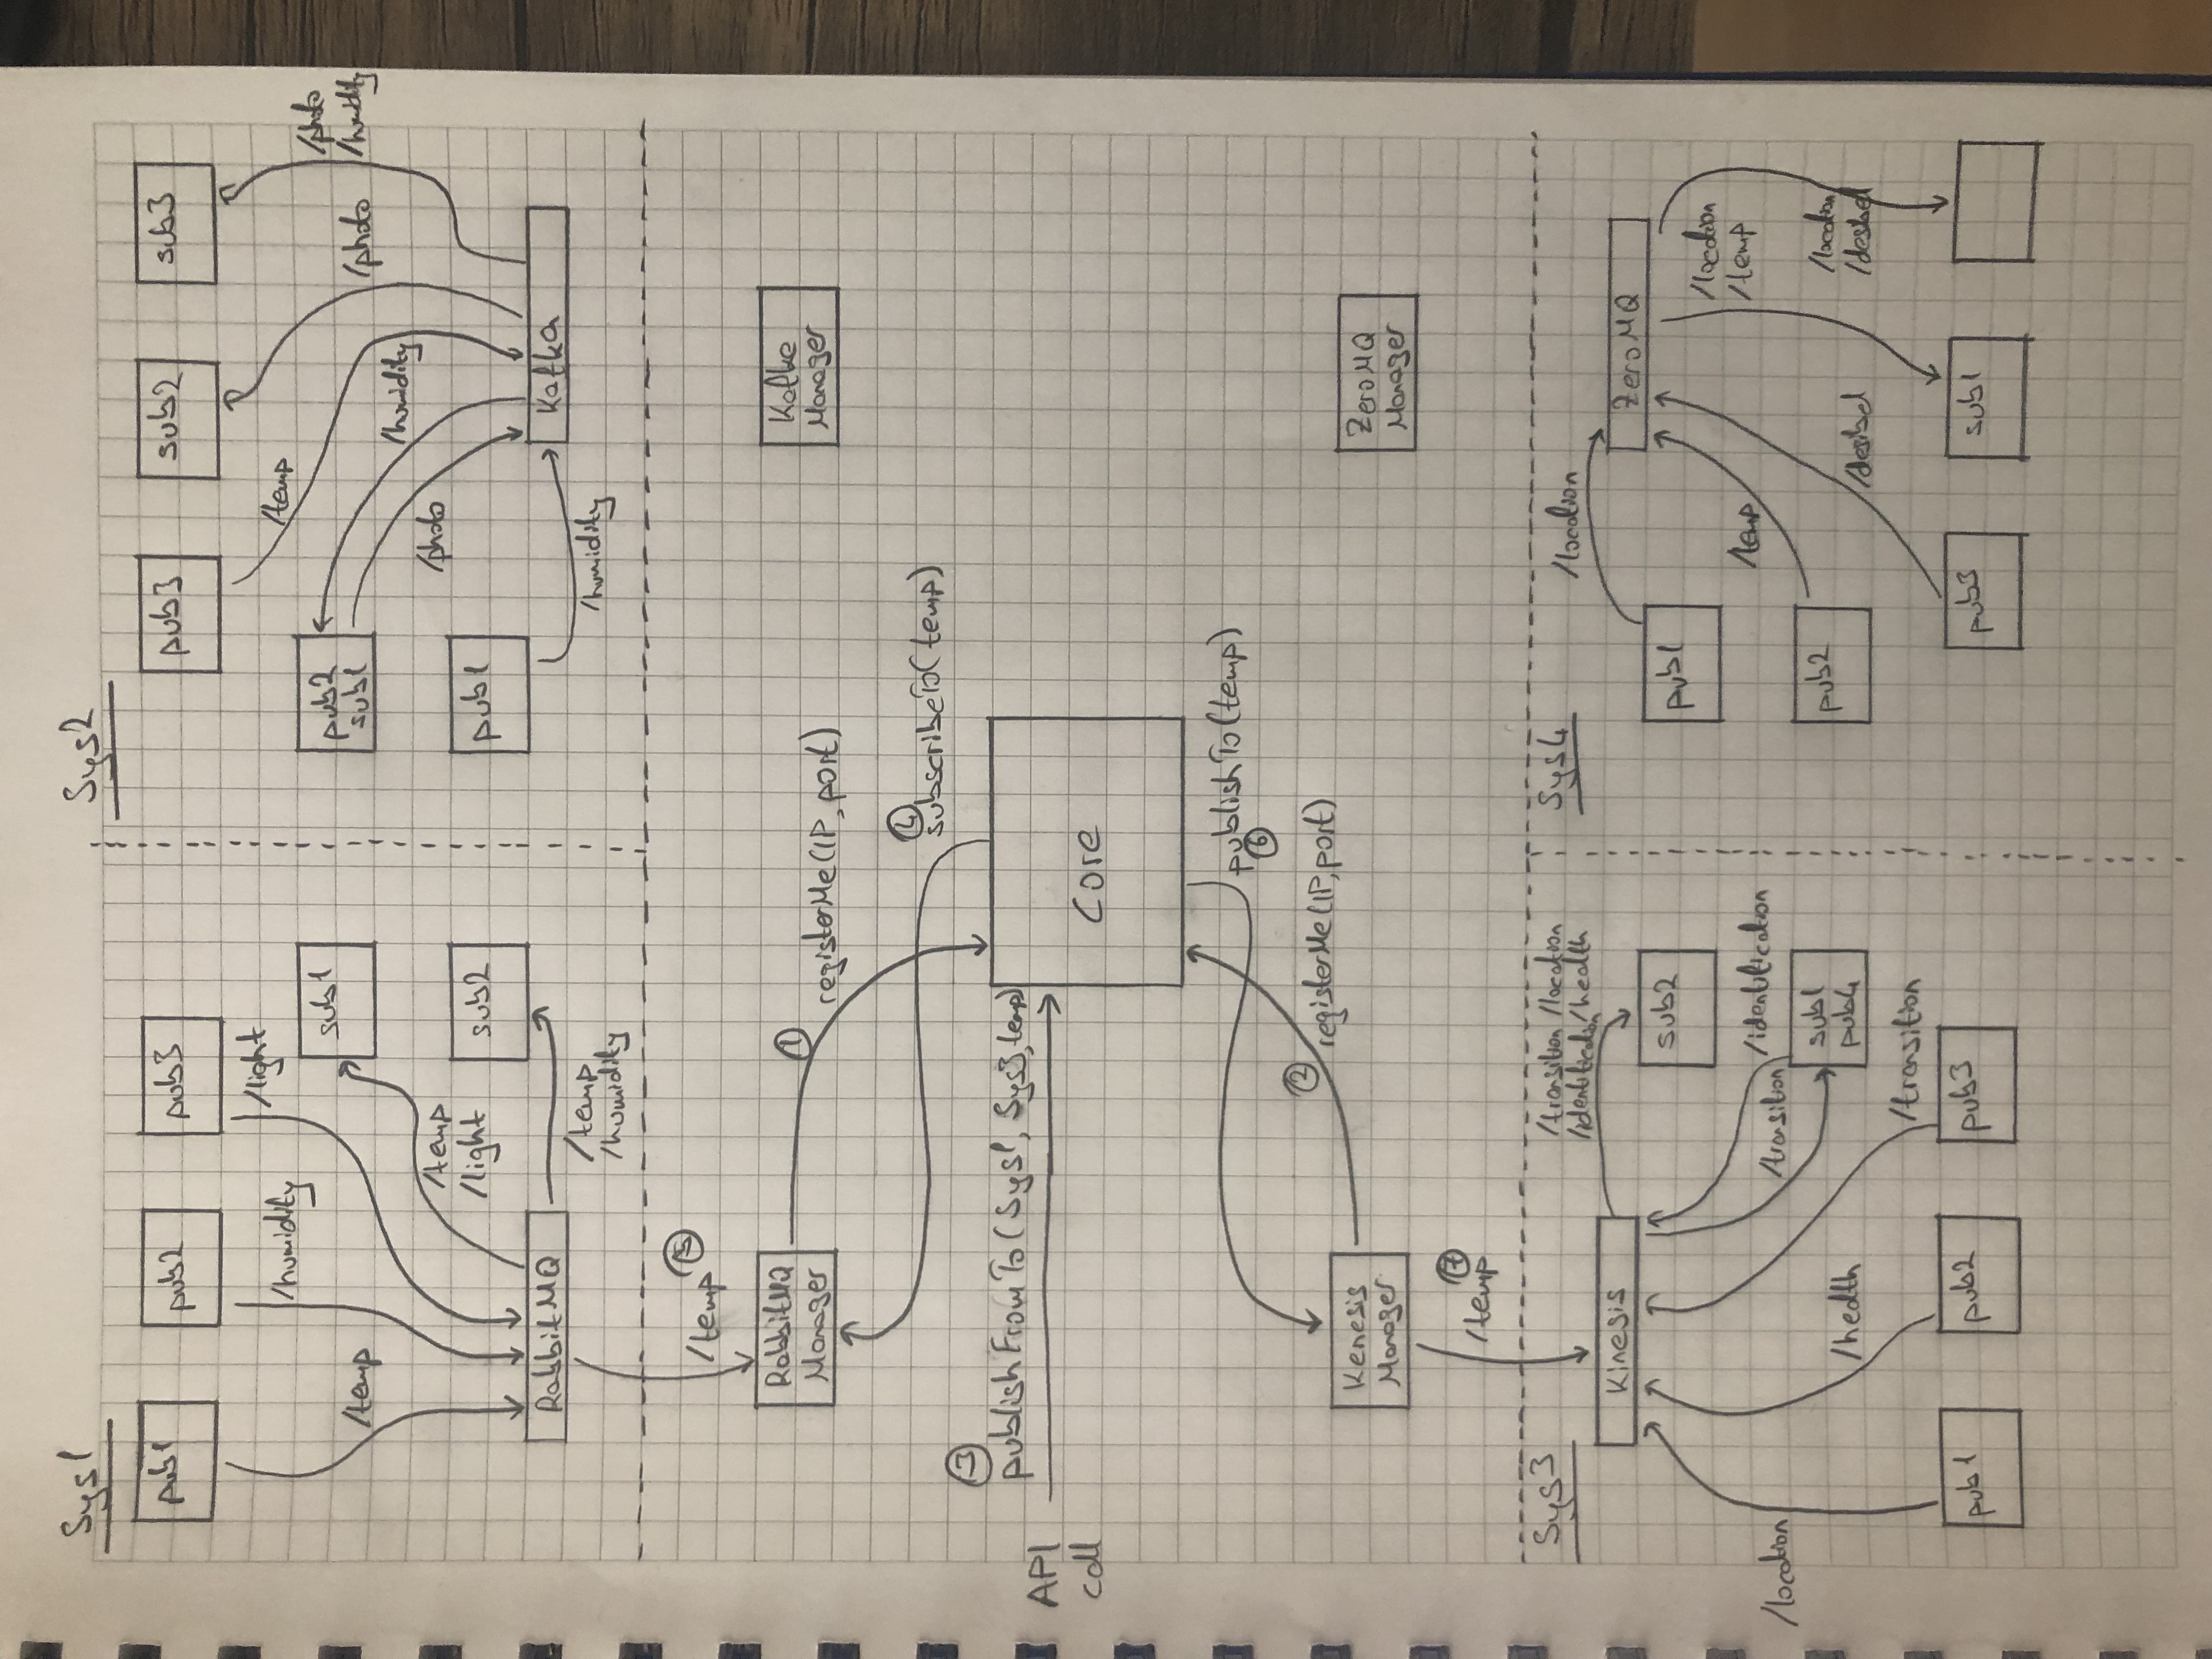 Sys1
pub1
pub2
pub3
/temp
/humidity
/light
sub1
/temp
/light
sub2
RabbitMQ
/temp
/humidity
Sys2
pub3
sub2
sub3
/temp
pub2
sub1
/humidity
/photo
/photo
/photo
/humidity
pub1
Kafka
/humidity
/temp
5
RabbitMQ
Manager
1
registerMe(IP, port)
Kafke
Manager
4
subscribeTo(temp)
3
publishFromTo(Sys1, Sys3, temp)
API
call
Core
publishTo(temp)
6
2
registerMe(IP, port)
Kenesis
Manager
ZeroMQ
Manager
7
/temp
Sys3
/transition /location
/identification /health
Kinesis
sub2
/location
/identification
/transition
sub1
pub4
/health
/transition
pub1
pub2
pub3
Sys4
/location
ZeroMQ
pub1
/location
/temp
/temp
pub2
/desibel
/location
/desibel
pub3
sub1